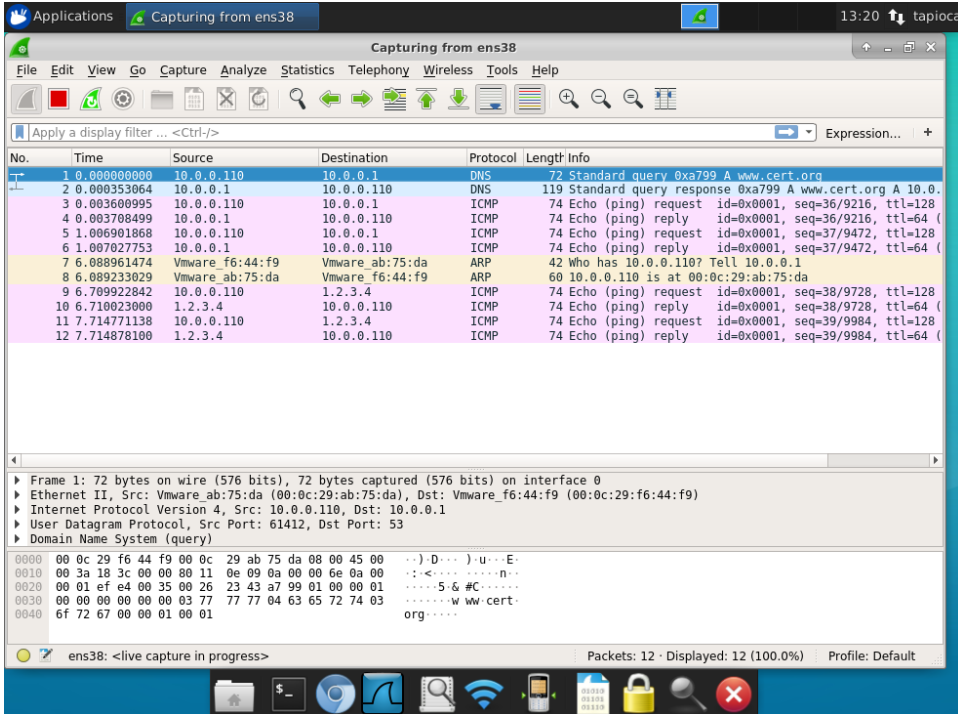 Applications Capturing from ens38 13:20 tapioca
Capturing from ens38
File Edit View Go Capture Analyze Statistics Telephony Wireless Tools Help
Apply a display filter ... <Ctrl-/> Expression... +
No. Time Source Destination Protocol Length Info
1 0.000000000 10.0.0.110 10.0.0.1 DNS 72 Standard query 0xa799 A www.cert.org
2 0.000353064 10.0.0.1 10.0.0.110 DNS 119 Standard query response 0xa799 A www.cert.org A 10.0.
3 0.003600995 10.0.0.110 10.0.0.1 ICMP 74 Echo (ping) request id=0x0001, seq=36/9216, ttl=128
4 0.003708499 10.0.0.1 10.0.0.110 ICMP 74 Echo (ping) reply id=0x0001, seq=36/9216, ttl=64 (
5 1.006901868 10.0.0.110 10.0.0.1 ICMP 74 Echo (ping) request id=0x0001, seq=37/9472, ttl=128
6 1.007027753 10.0.0.1 10.0.0.110 ICMP 74 Echo (ping) reply id=0x0001, seq=37/9472, ttl=64 (
7 6.088961474 Vmware_f6:44:f9 Vmware_ab:75:da ARP 42 Who has 10.0.0.110? Tell 10.0.0.1
8 6.089233029 Vmware_ab:75:da Vmware_f6:44:f9 ARP 60 10.0.0.110 is at 00:0c:29:ab:75:da
9 6.709922842 10.0.0.110 1.2.3.4 ICMP 74 Echo (ping) request id=0x0001, seq=38/9728, ttl=128
10 6.710023000 1.2.3.4 10.0.0.110 ICMP 74 Echo (ping) reply id=0x0001, seq=38/9728, ttl=64 (
11 7.714771138 10.0.0.110 1.2.3.4 ICMP 74 Echo (ping) request id=0x0001, seq=39/9984, ttl=128
12 7.714878100 1.2.3.4 10.0.0.110 ICMP 74 Echo (ping) reply id=0x0001, seq=39/9984, ttl=64 (
Frame 1: 72 bytes on wire (576 bits), 72 bytes captured (576 bits) on interface 0
Ethernet II, Src: Vmware_ab:75:da (00:0c:29:ab:75:da), Dst: Vmware_f6:44:f9 (00:0c:29:f6:44:f9)
Internet Protocol Version 4, Src: 10.0.0.110, Dst: 10.0.0.1
User Datagram Protocol, Src Port: 61412, Dst Port: 53
Domain Name System (query)
0000 00 0c 29 f6 44 f9 00 0c 29 ab 75 da 08 00 45 00 ··)·D··· )·u···E·
0010 00 3a 18 3c 00 00 80 11 0e 09 0a 00 00 6e 0a 00 ·:·<···· ·····n··
0020 00 01 ef e4 00 35 00 26 23 43 a7 99 01 00 00 01 ·····5·& #C······
0030 00 00 00 00 00 00 03 77 77 77 04 63 65 72 74 03 ·······w ww·cert·
0040 6f 72 67 00 00 01 00 01 org·····
ens38: <live capture in progress> Packets: 12 · Displayed: 12 (100.0%) Profile: Default
$_
01010
01101
01110